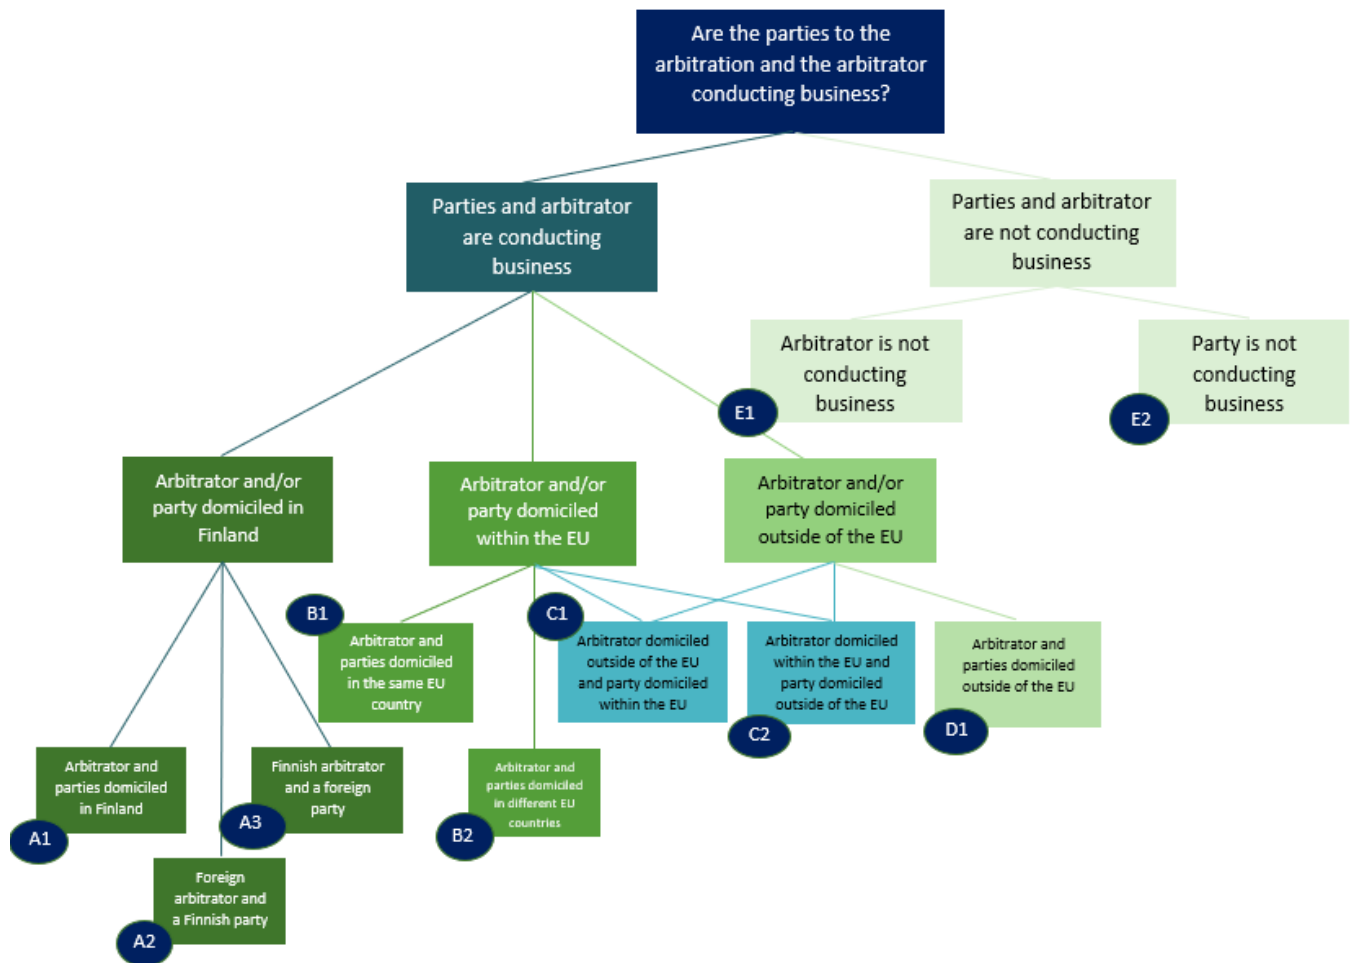 Are the parties to the
arbitration and the arbitrator
conducting business?
Parties and arbitrator
are conducting
business
Parties and arbitrator
are not conducting
business
Arbitrator is not
conducting
business
E1
Party is not
conducting
business
E2
Arbitrator and/or
party domiciled in
Finland
Arbitrator and/or
party domiciled
within the EU
Arbitrator and/or
party domiciled
outside of the EU
B1
Arbitrator and
parties domiciled
in the same EU
country
C1
Arbitrator domiciled
outside of the EU
and party domiciled
within the EU
Arbitrator domiciled
within the EU and
party domiciled
outside of the EU
C2
Arbitrator and
parties domiciled
outside of the EU
D1
Arbitrator and
parties domiciled
in Finland
A1
Finnish arbitrator
and a foreign
party
A3
Arbitrator and
parties domiciled
in different EU
countries
B2
Foreign
arbitrator and
a Finnish party
A2